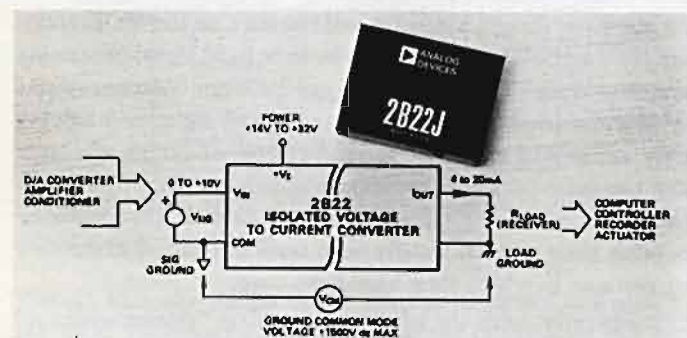 ANALOG
DEVICES
2B22J
POWER
+14V TO +32V
+VS
D/A CONVERTER
AMPLIFIER
CONDITIONER
0 TO +10V
+
VSIG
VIN
COM
2B22
ISOLATED VOLTAGE
TO CURRENT CONVERTER
IOUT
4 to 20mA
RLOAD
(RECEIVER)
COMPUTER
CONTROLLER
RECORDER
ACTUATOR
SIG
GROUND
LOAD
GROUND
VCM
GROUND COMMON MODE
VOLTAGE ±1500V dc MAX